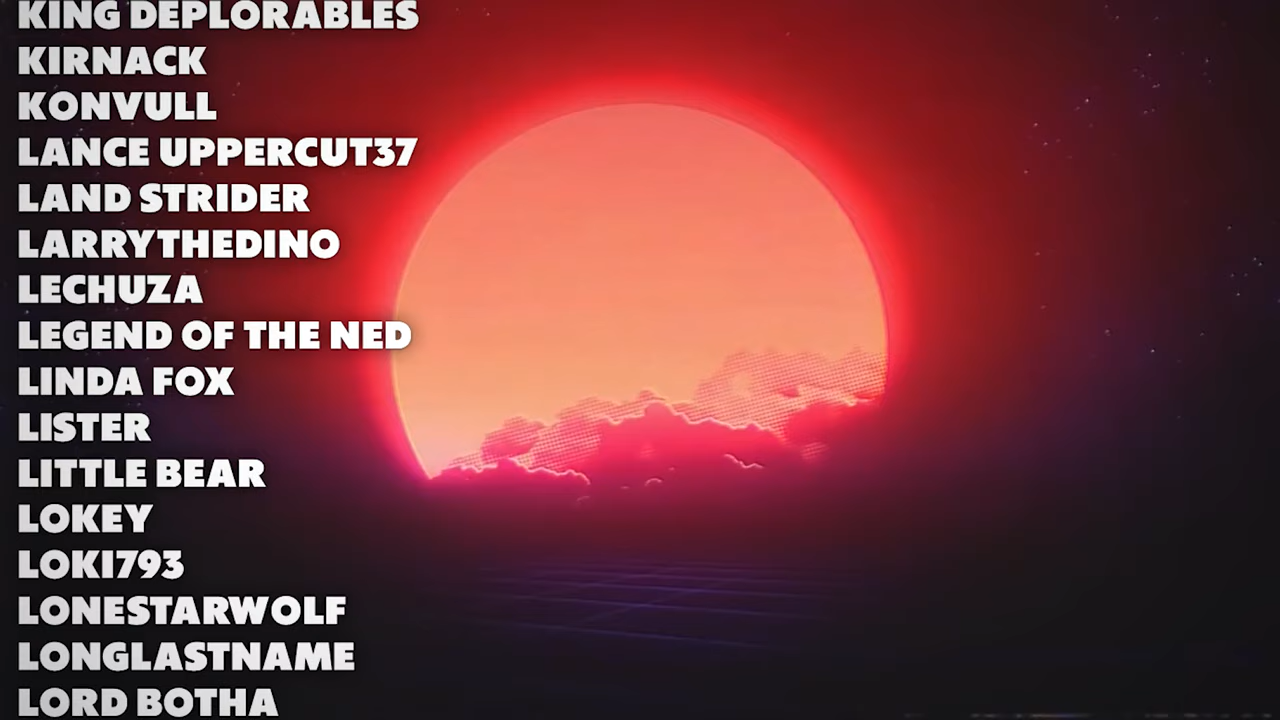 KING DEPLORABLES
KIRNACK
KONVULL
LANCE UPPERCUT37
LAND STRIDER
LARRYTHEDINO
LECHUZA
LEGEND OF THE NED
LINDA FOX
LISTER
LITTLE BEAR
LOKEY
LOKI793
LONESTARWOLF
LONGLASTNAME
LORD BOTHA